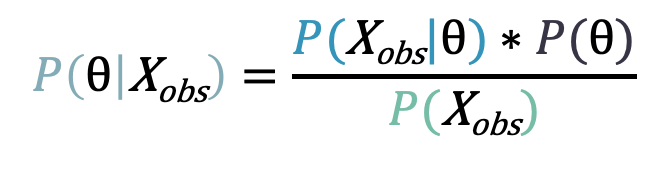 P(θ|X_obs) = P(X_obs|θ) * P(θ) / P(X_obs)